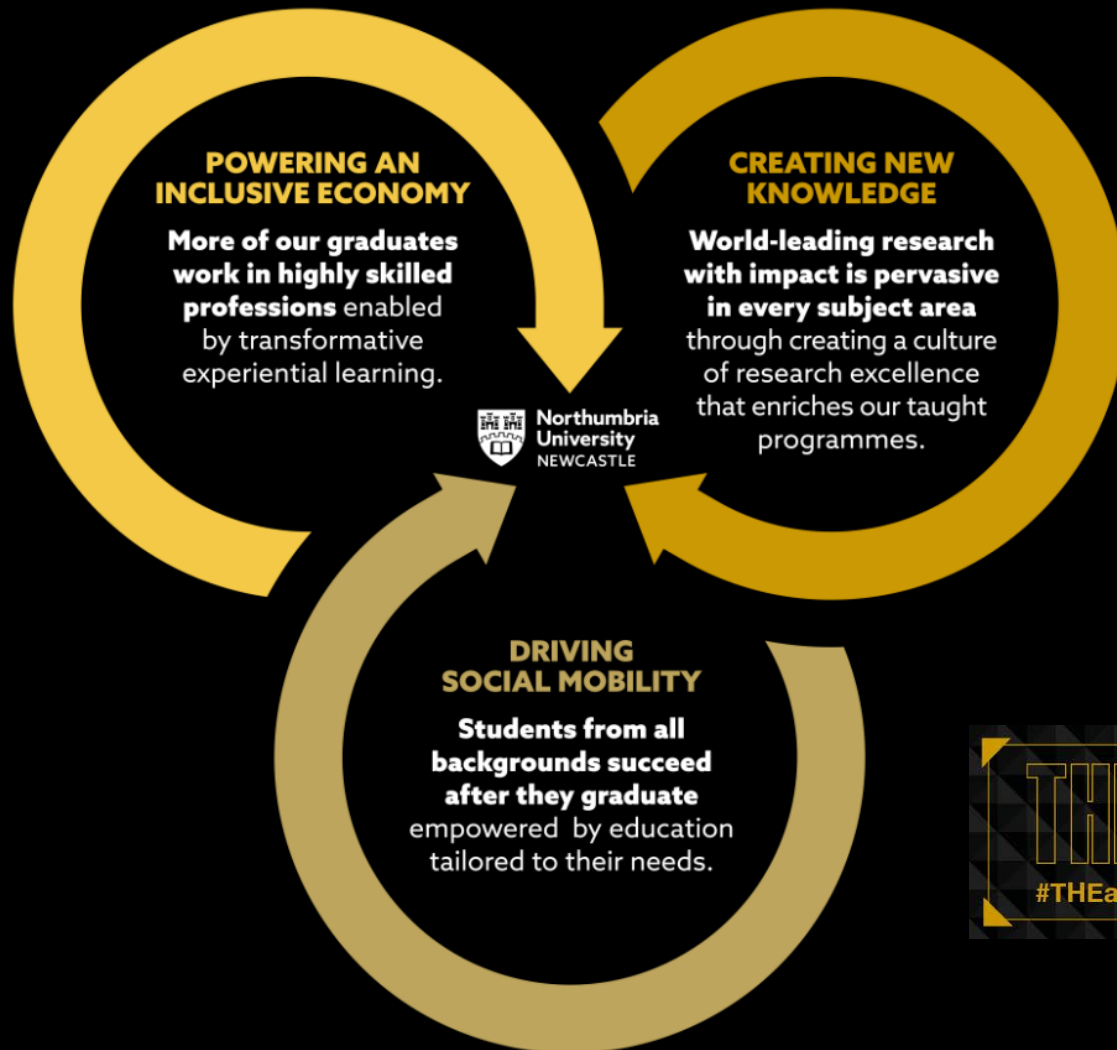 POWERING AN
INCLUSIVE ECONOMY
More of our graduates
work in highly skilled
professions enabled
by transformative
experiential learning.
CREATING NEW
KNOWLEDGE
World-leading research
with impact is pervasive
in every subject area
through creating a culture
of research excellence
that enriches our taught
programmes.
Northumbria
University
NEWCASTLE
DRIVING
SOCIAL MOBILITY
Students from all
backgrounds succeed
after they graduate
empowered by education
tailored to their needs.